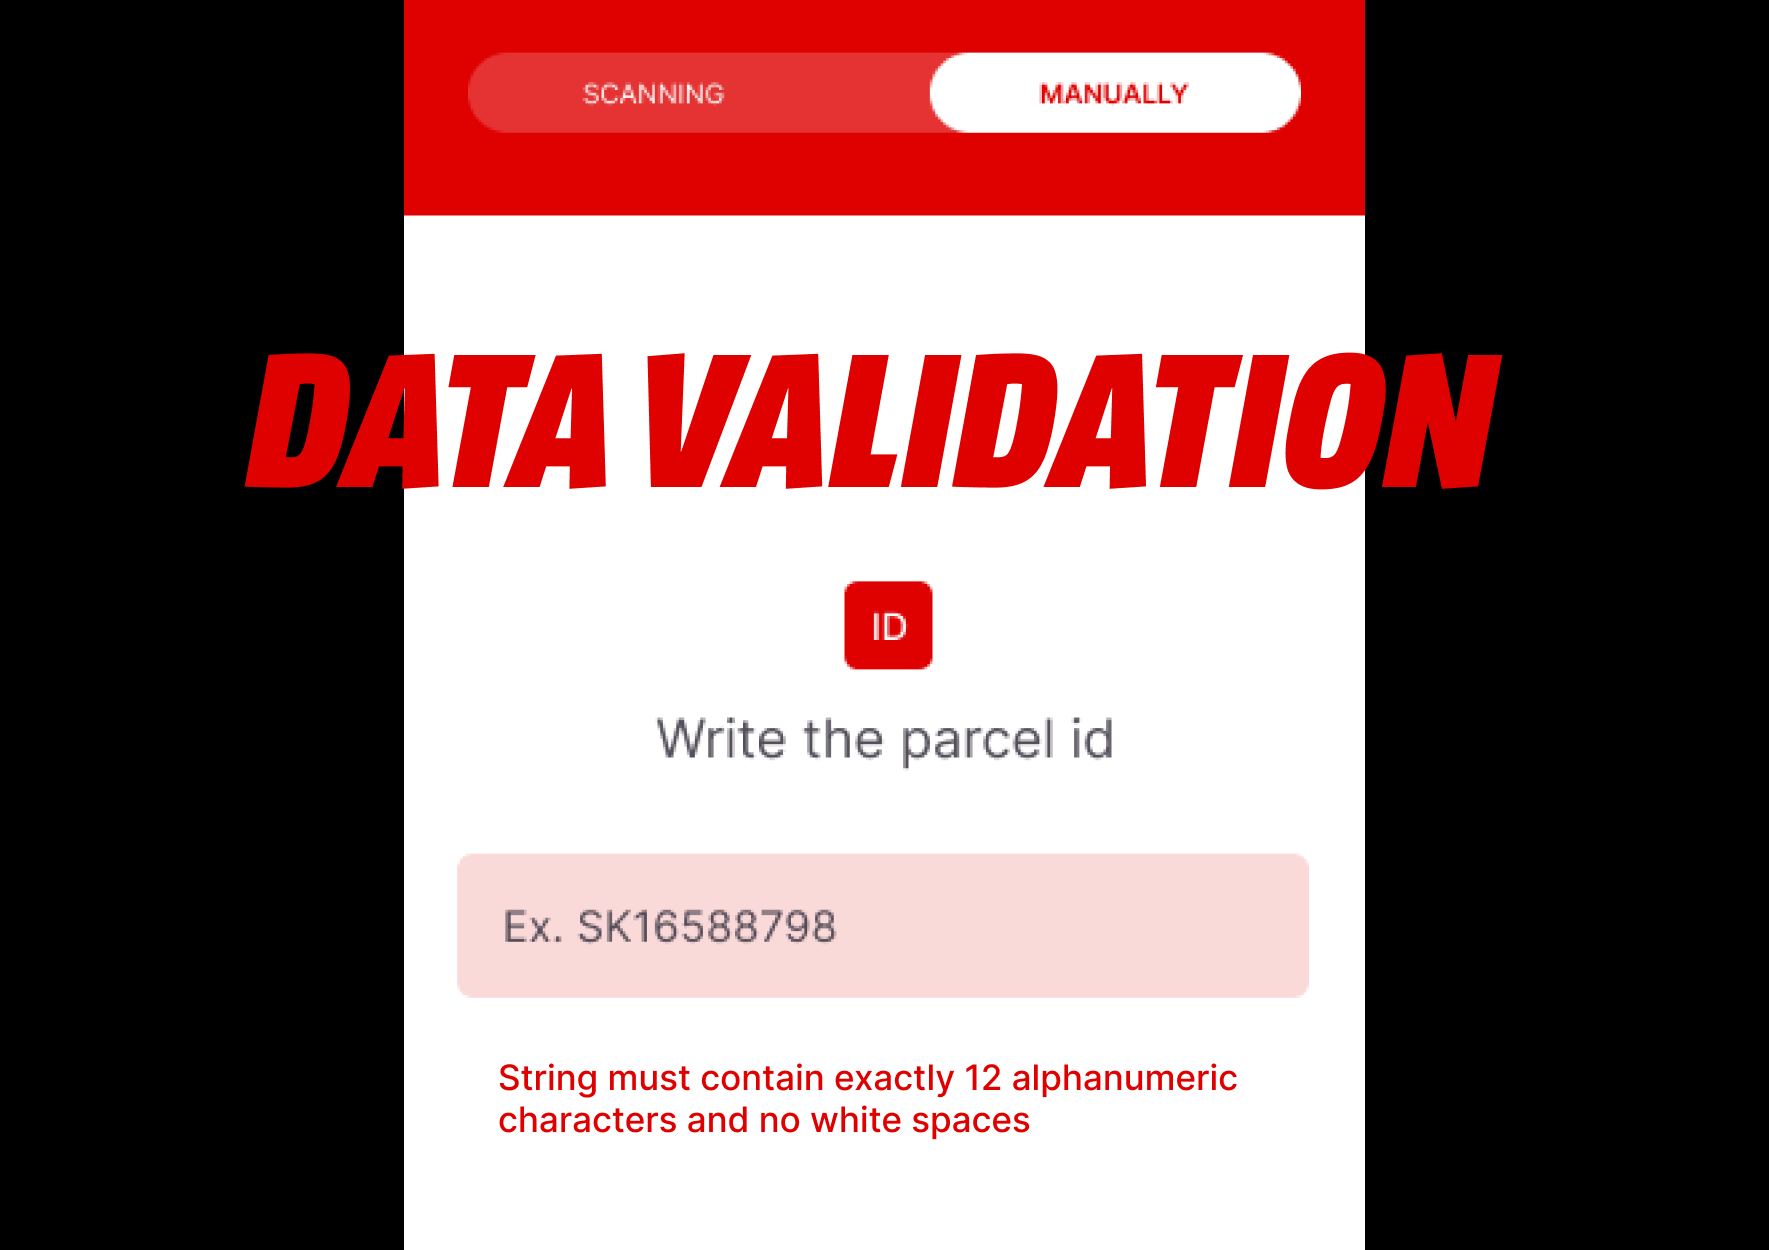 SCANNING
MANUALLY
DATA VALIDATION
ID
Write the parcel id
Ex. SK16588798
String must contain exactly 12 alphanumeric
characters and no white spaces